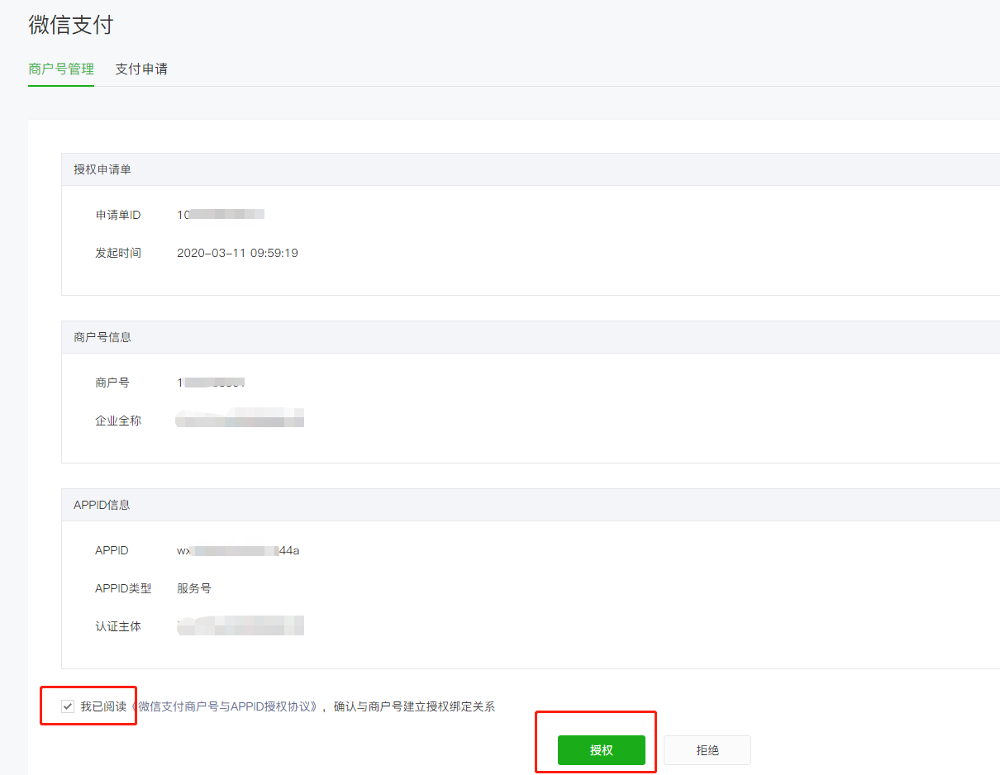 微信支付
商户号管理 支付申请
授权申请单
申请单ID 10
发起时间 2020-03-11 09:59:19
商户号信息
商户号 1
企业全称
APPID信息
APPID wx 44a
APPID类型 服务号
认证主体
我已阅读《微信支付商户号与APPID授权协议》，确认与商户号建立授权绑定关系
授权 拒绝